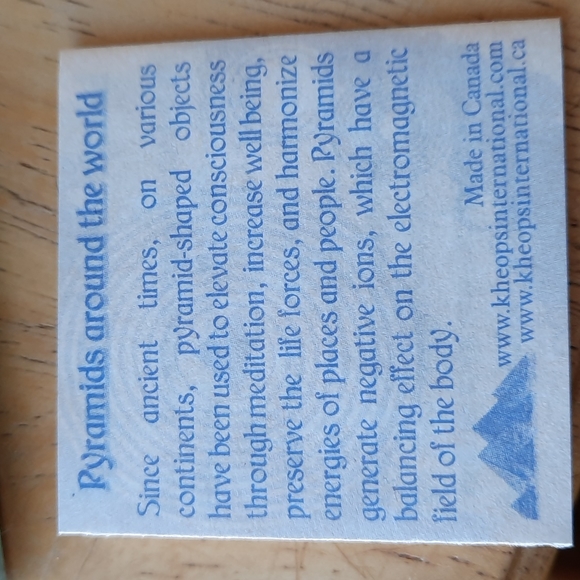 Pyramids around the world
Since ancient times, on various
continents, pyramid-shaped objects
have been used to elevate consciousness
through meditation, increase well being,
preserve the life forces, and harmonize
energies of places and people. Pyramids
generate negative ions, which have a
balancing effect on the electromagnetic
field of the body.
Made in Canada
www.kheopsinternational.com
www.kheopsinternational.ca